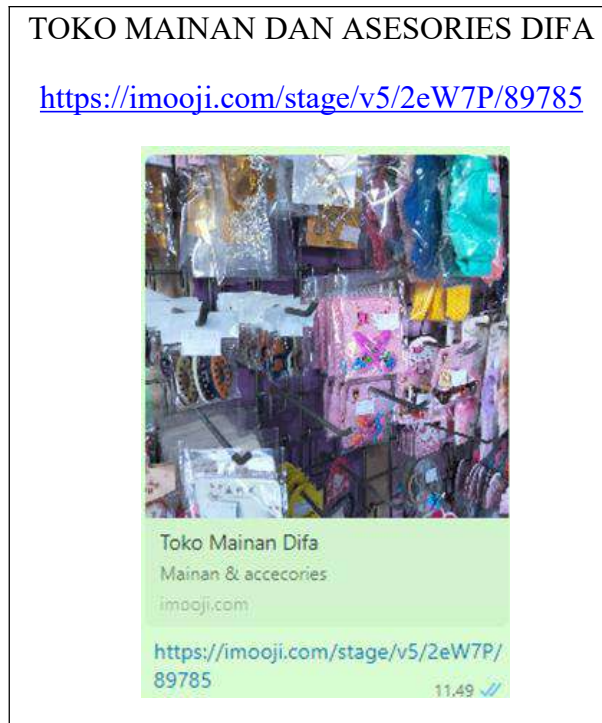 TOKO MAINAN DAN ASESORIES DIFA
https://imooji.com/stage/v5/2eW7P/89785
Toko Mainan Difa
Mainan & accecories
imooji.com
https://imooji.com/stage/v5/2eW7P/
89785
11.49